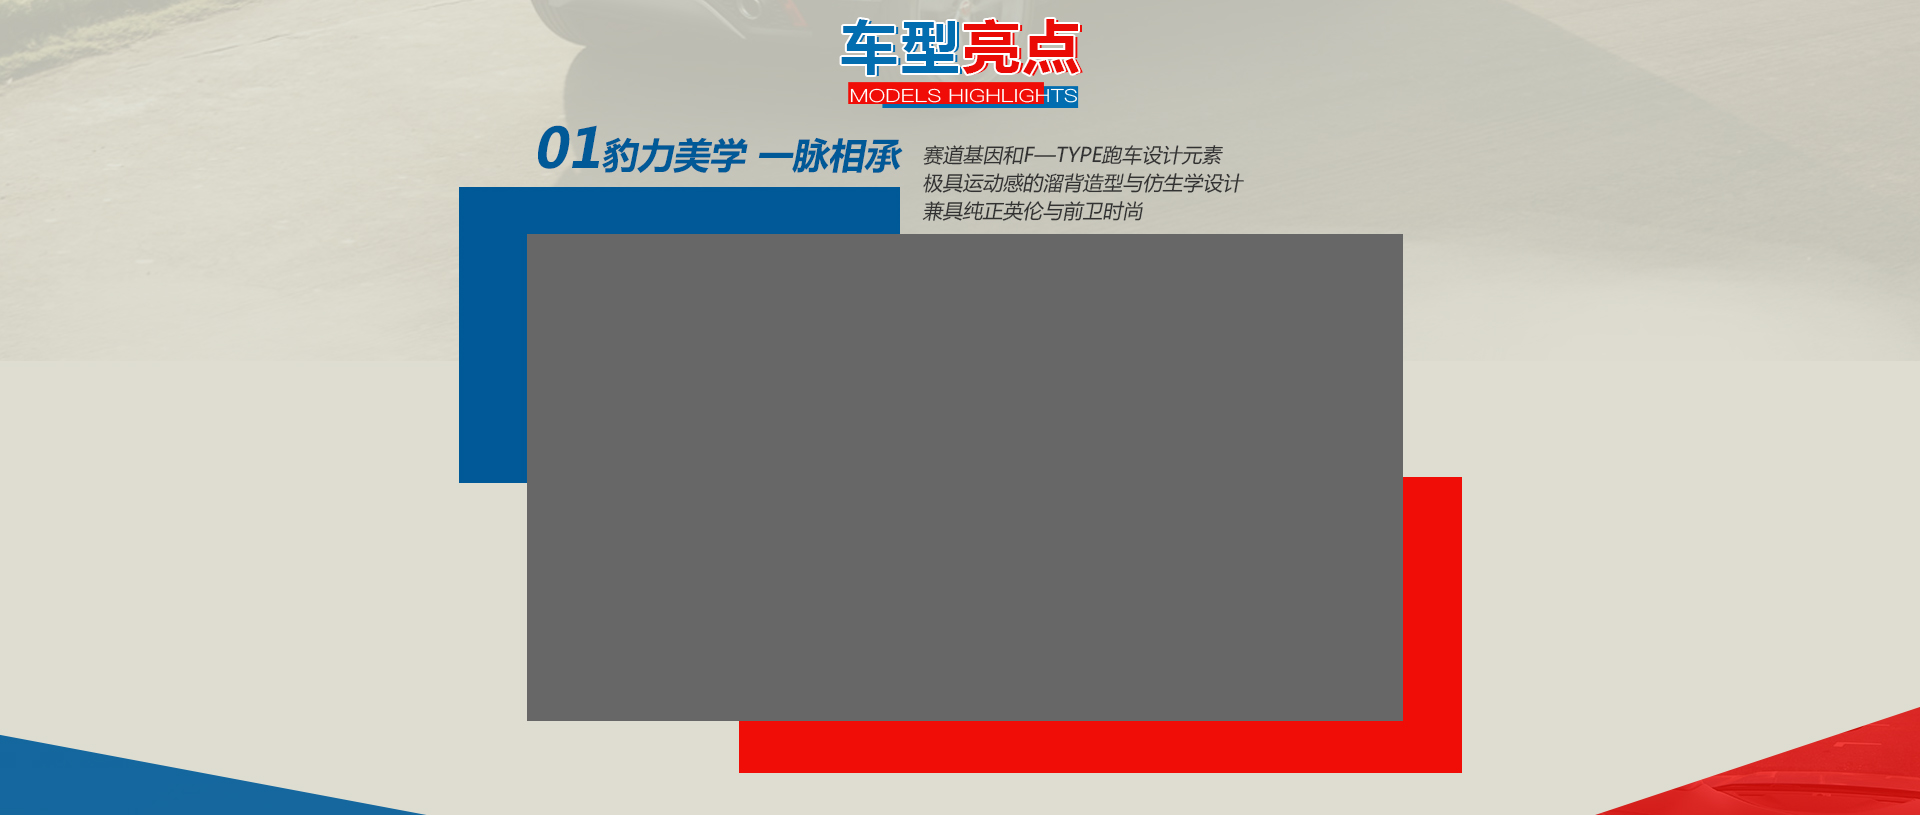 车型亮点
MODELS HIGHLIGHTS
01豹力美学 一脉相承
赛道基因和F—TYPE跑车设计元素
极具运动感的溜背造型与仿生学设计
兼具纯正英伦与前卫时尚